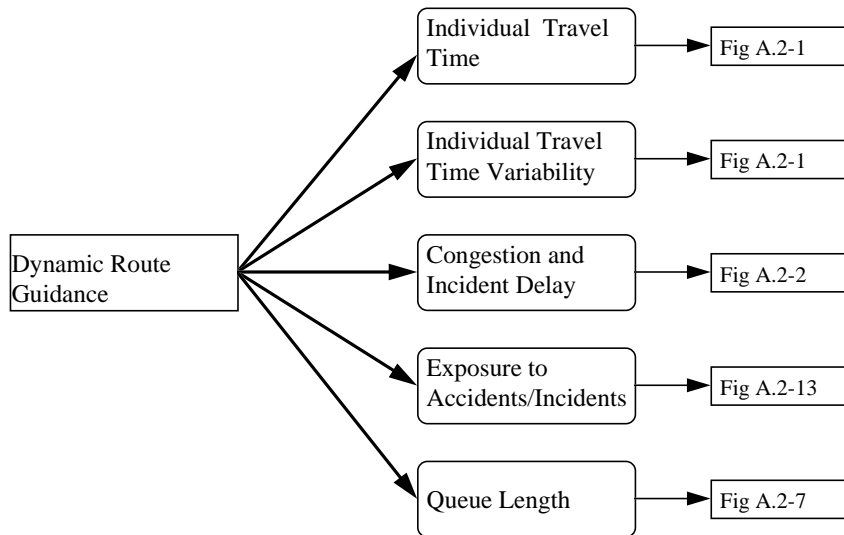 Individual Travel
Time
Fig A.2-1
Individual Travel
Time Variability
Fig A.2-1
Dynamic Route
Guidance
Congestion and
Incident Delay
Fig A.2-2
Exposure to
Accidents/Incidents
Fig A.2-13
Queue Length
Fig A.2-7